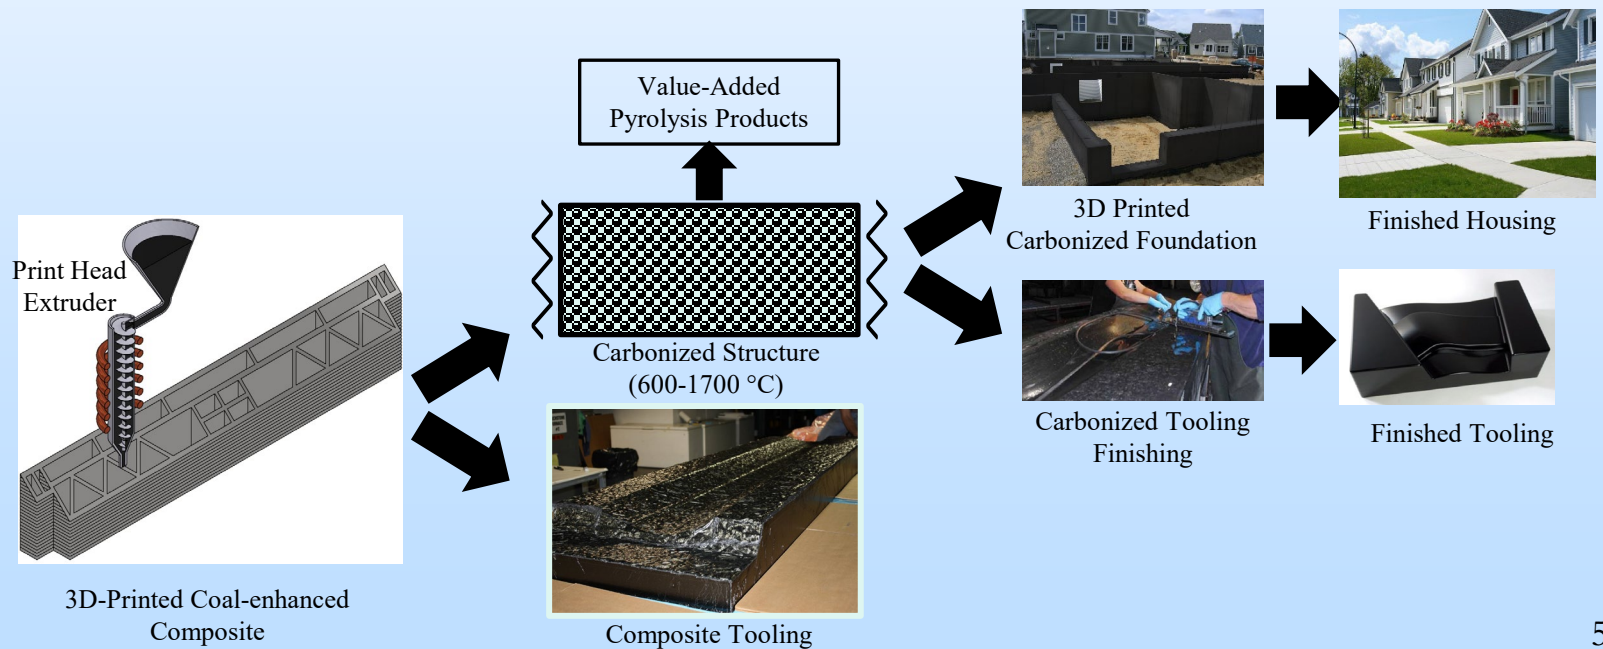 Value-Added
Pyrolysis Products
Print Head
Extruder
Carbonized Structure
(600-1700 °C)
3D Printed
Carbonized Foundation
Finished Housing
Carbonized Tooling
Finishing
Finished Tooling
3D-Printed Coal-enhanced
Composite
Composite Tooling
5